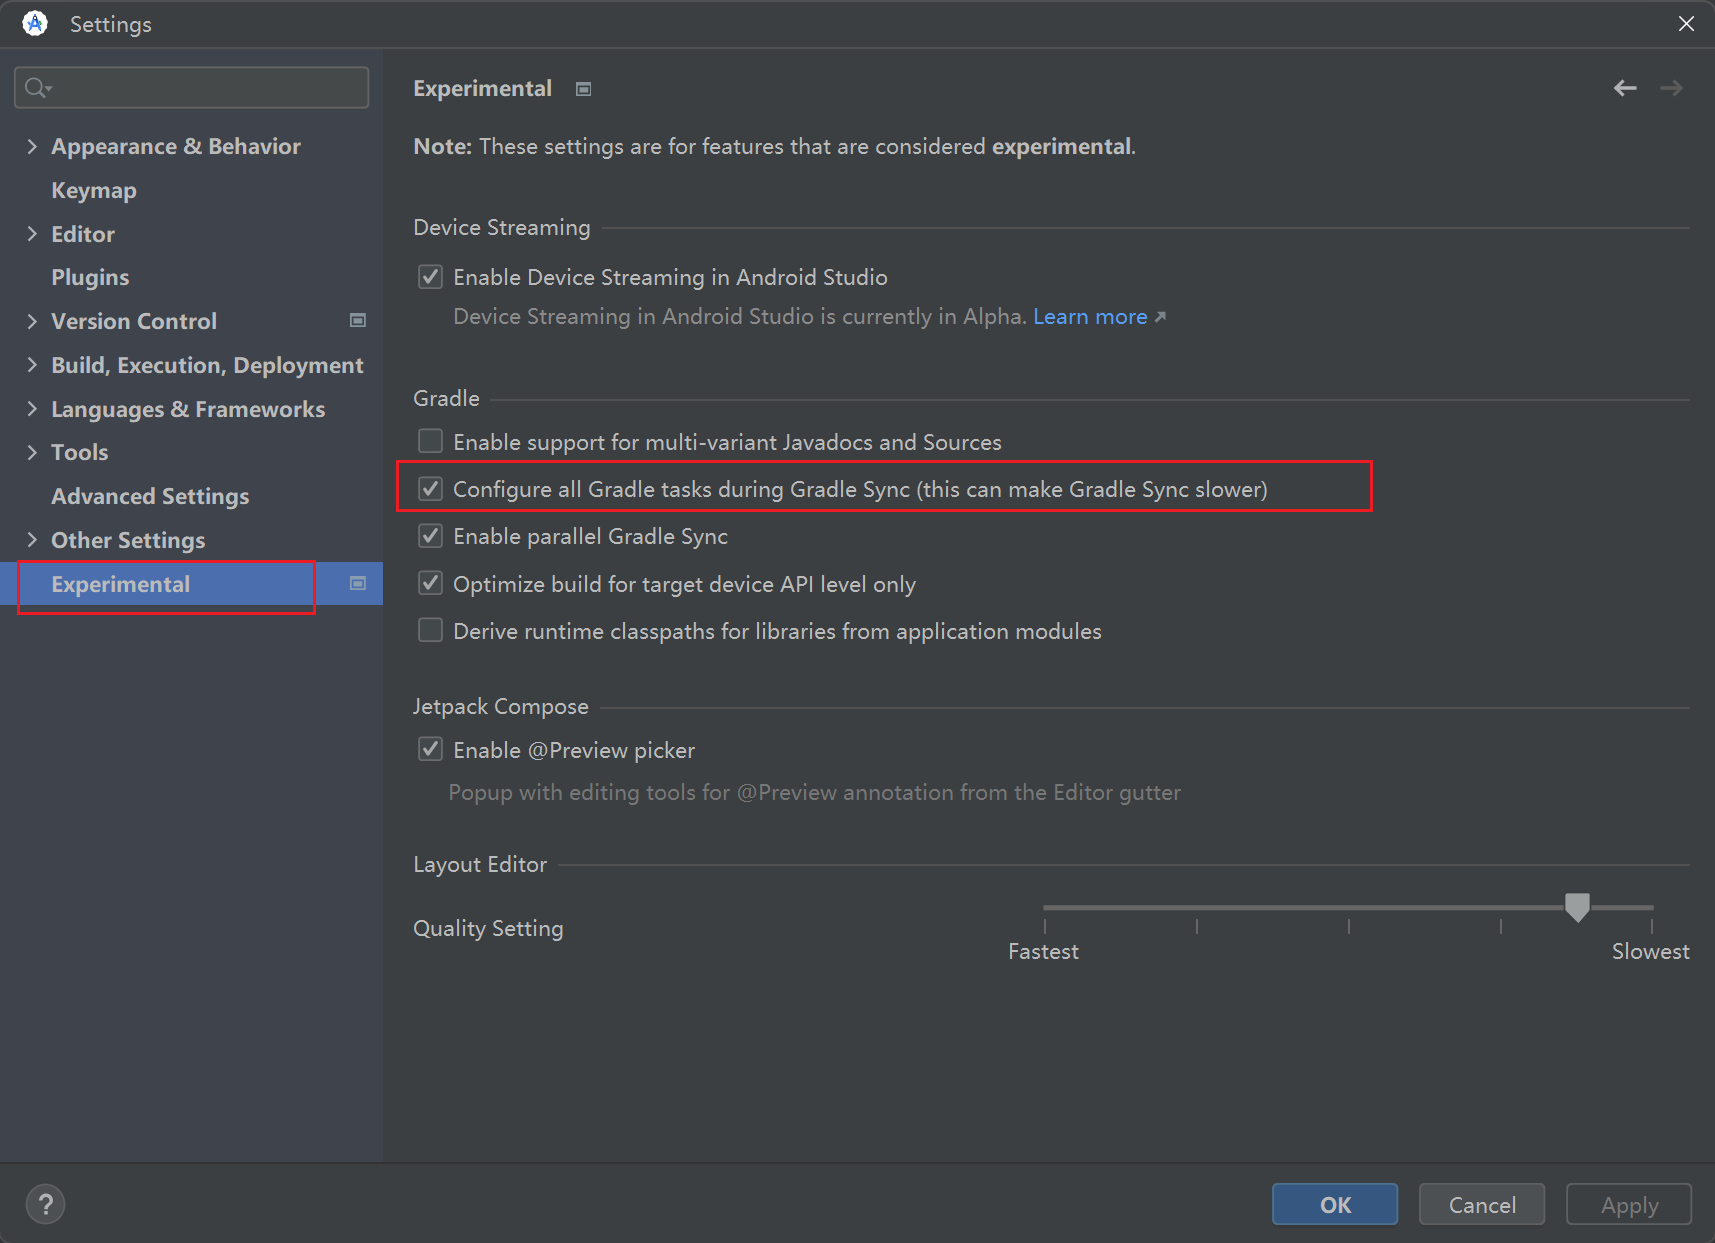 Settings
Appearance & Behavior
Keymap
Editor
Plugins
Version Control
Build, Execution, Deployment
Languages & Frameworks
Tools
Advanced Settings
Other Settings
Experimental
Experimental
Note: These settings are for features that are considered experimental.
Device Streaming
Enable Device Streaming in Android Studio
Device Streaming in Android Studio is currently in Alpha. Learn more
Gradle
Enable support for multi-variant Javadocs and Sources
Configure all Gradle tasks during Gradle Sync (this can make Gradle Sync slower)
Enable parallel Gradle Sync
Optimize build for target device API level only
Derive runtime classpaths for libraries from application modules
Jetpack Compose
Enable @Preview picker
Popup with editing tools for @Preview annotation from the Editor gutter
Layout Editor
Quality Setting
Fastest
Slowest
?
OK
Cancel
Apply